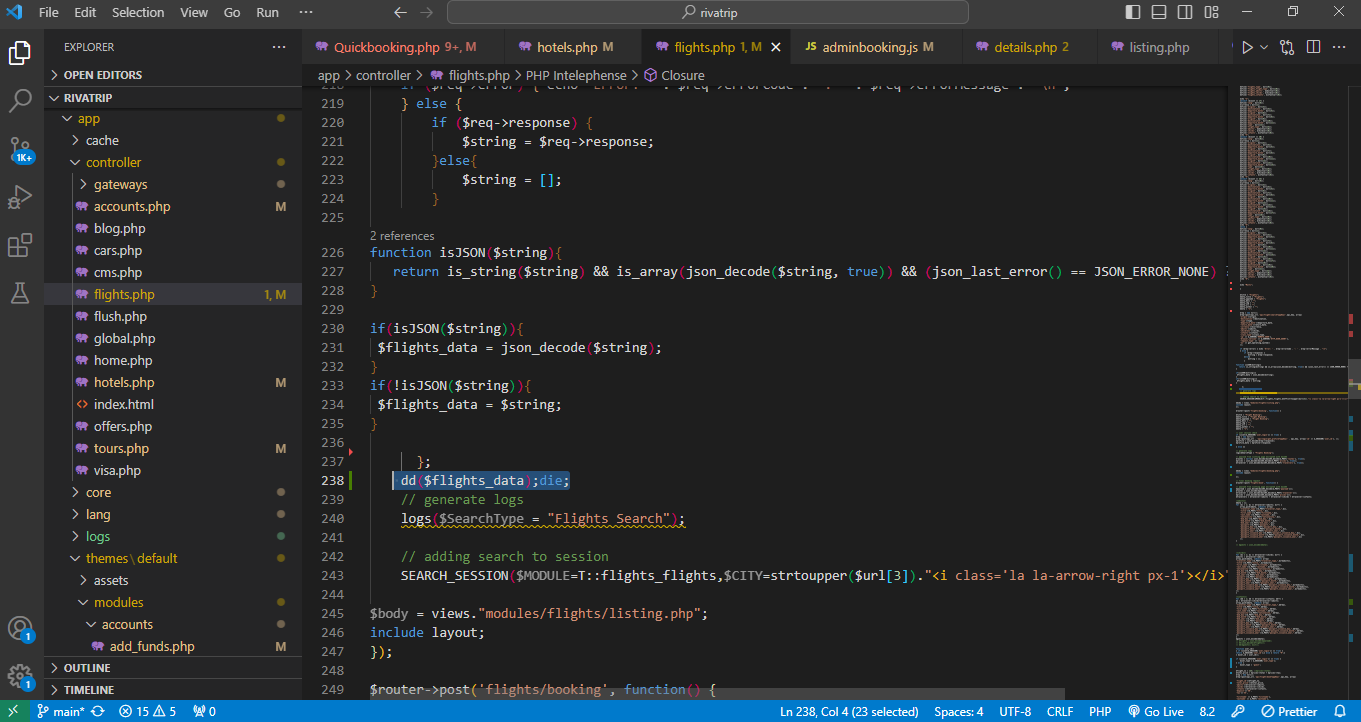 File Edit Selection View Go Run ··· rivatrip
EXPLORER ···
Quickbooking.php 9+, M hotels.php M flights.php 1, M adminbooking.js M details.php 2 listing.php
OPEN EDITORS
RIVATRIP
app
cache
controller
gateways
accounts.php M
blog.php
cars.php
cms.php
flights.php 1, M
flush.php
global.php
home.php
hotels.php M
index.html
offers.php
tours.php M
visa.php
core
lang
logs
themes\default
assets
modules
accounts
add_funds.php M
OUTLINE
TIMELINE
1K+
1
1
app > controller > flights.php > PHP Intelephense > Closure
219 } else {
220 if ($req->response) {
221 $string = $req->response;
222 }else{
223 $string = [];
224 }
225
2 references
226 function isJSON($string){
227 return is_string($string) && is_array(json_decode($string, true)) && (json_last_error() == JSON_ERROR_NONE)
228 }
229
230 if(isJSON($string)){
231 $flights_data = json_decode($string);
232 }
233 if(!isJSON($string)){
234 $flights_data = $string;
235 }
236
237 };
238 dd($flights_data);die;
239 // generate logs
240 logs($SearchType = "Flights Search");
241
242 // adding search to session
243 SEARCH_SESSION($MODULE=T::flights_flights,$CITY=strtoupper($url[3])."<i class='la la-arrow-right px-1'></i>"
244
245 $body = views."modules/flights/listing.php";
246 include layout;
247 });
248
249 $router->post('flights/booking', function() {
main* 15 5 0 Ln 238, Col 4 (23 selected) Spaces: 4 UTF-8 CRLF PHP Go Live 8.2 Prettier